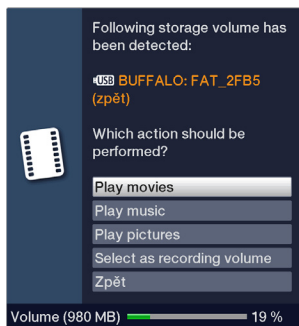 Following storage volume has
been detected:
USB BUFFALO: FAT_2FB5
(zpět)
Which action should be
performed?
Play movies
Play music
Play pictures
Select as recording volume
Zpět
Volume (980 MB) 19 %